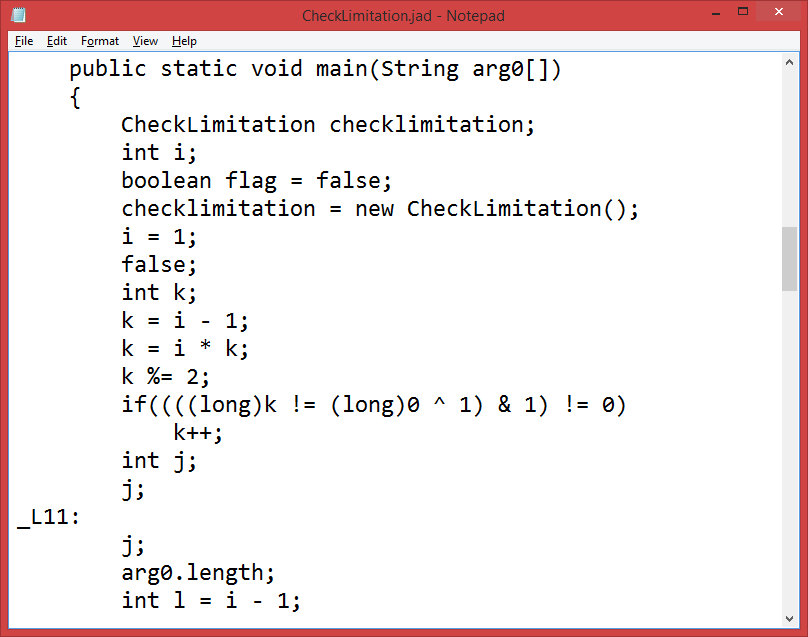 CheckLimitation.jad - Notepad
File Edit Format View Help
public static void main(String arg0[])
{
CheckLimitation checklimitation;
int i;
boolean flag = false;
checklimitation = new CheckLimitation();
i = 1;
false;
int k;
k = i - 1;
k = i * k;
k %= 2;
if((((long)k != (long)0 ^ 1) & 1) != 0)
k++;
int j;
j;
_L11:
j;
arg0.length;
int l = i - 1;